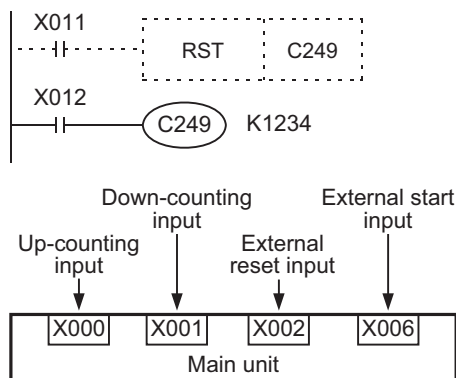 X011
RST C249
X012
C249 K1234
Down-counting input
External start input
Up-counting input
External reset input
X000 X001 X002 X006
Main unit